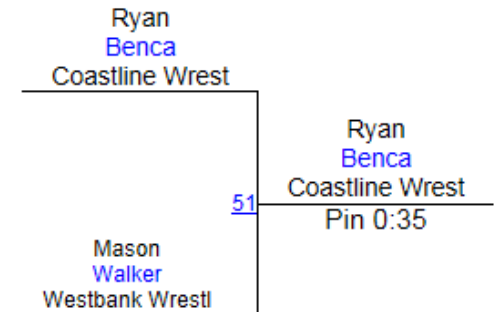 Ryan
Benca
Coastline Wrest
Ryan
Benca
Coastline Wrest
51
Pin 0:35
Mason
Walker
Westbank Wrestl